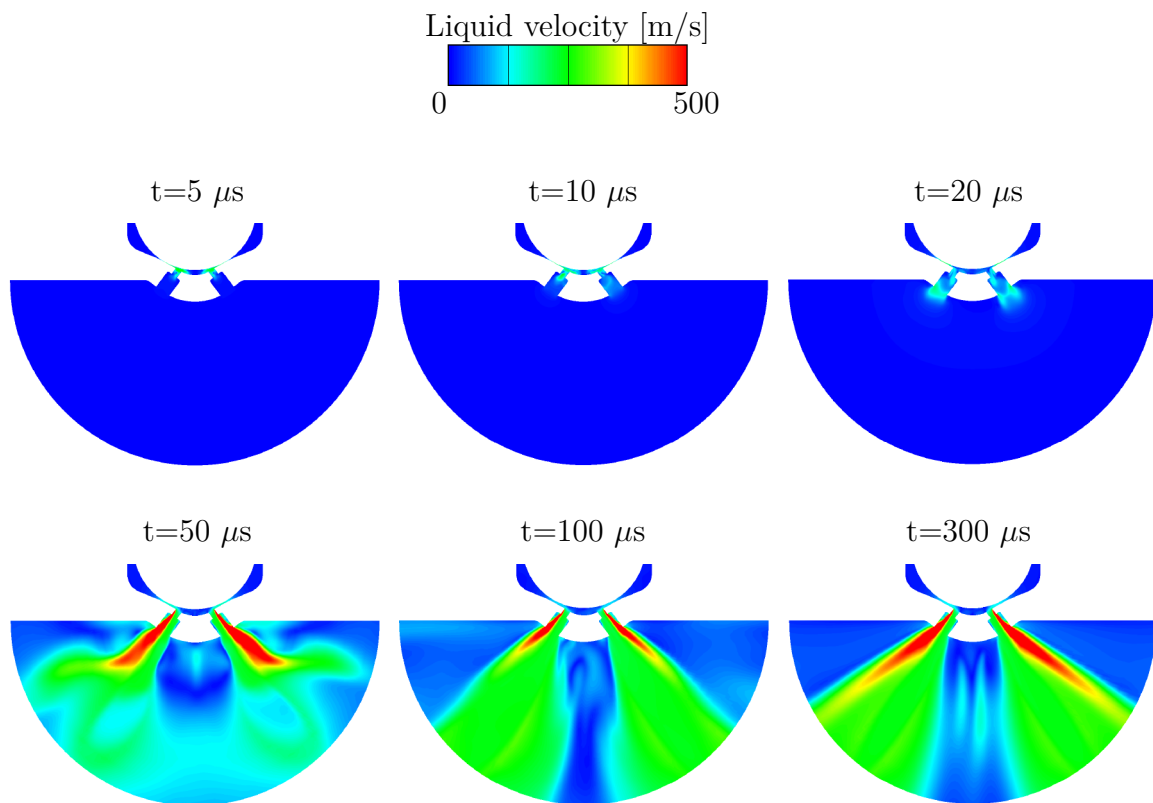 Liquid velocity [m/s]
0 500
t=5 μs
t=10 μs
t=20 μs
t=50 μs
t=100 μs
t=300 μs